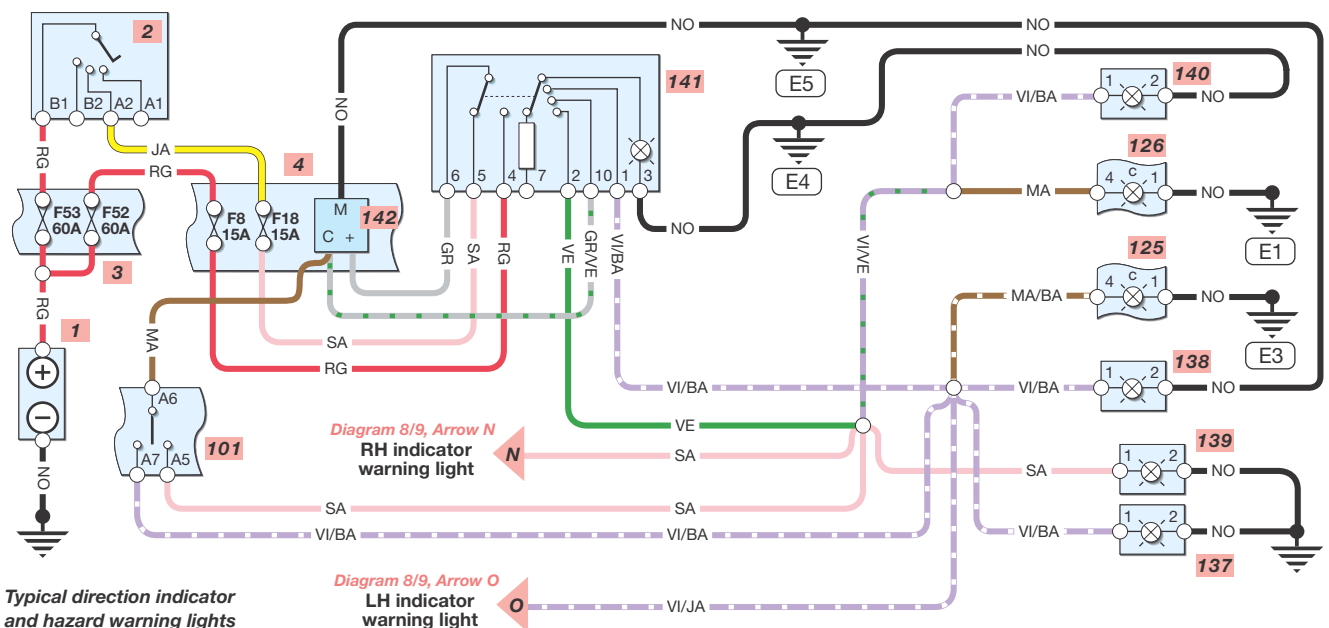 2
B1 B2 A2 A1
RG
JA
RG
4
F53
60A
F52
60A
F8
15A
F18
15A
M
142
C +
3
RG
1
+
−
NO
MA
A6
101
A7 A5
NO
NO
E5
NO
E4
141
6 5 4 7 2 10 1 3
GR
SA
RG
VE
GR/VE
VI/BA
NO
SA
RG
VI/VE
VI/BA
1 2
140
NO
126
MA
4 c 1
NO
E1
125
MA/BA
4 c 1
NO
E3
VI/BA
VI/BA
1 2
138
NO
VE
Diagram 8/9, Arrow N
RH indicator
warning light
N
SA
139
SA
1 2
NO
SA
SA
VI/BA
VI/BA
VI/BA
1 2
NO
137
Diagram 8/9, Arrow O
LH indicator
warning light
O
VI/JA
Typical direction indicator
and hazard warning lights